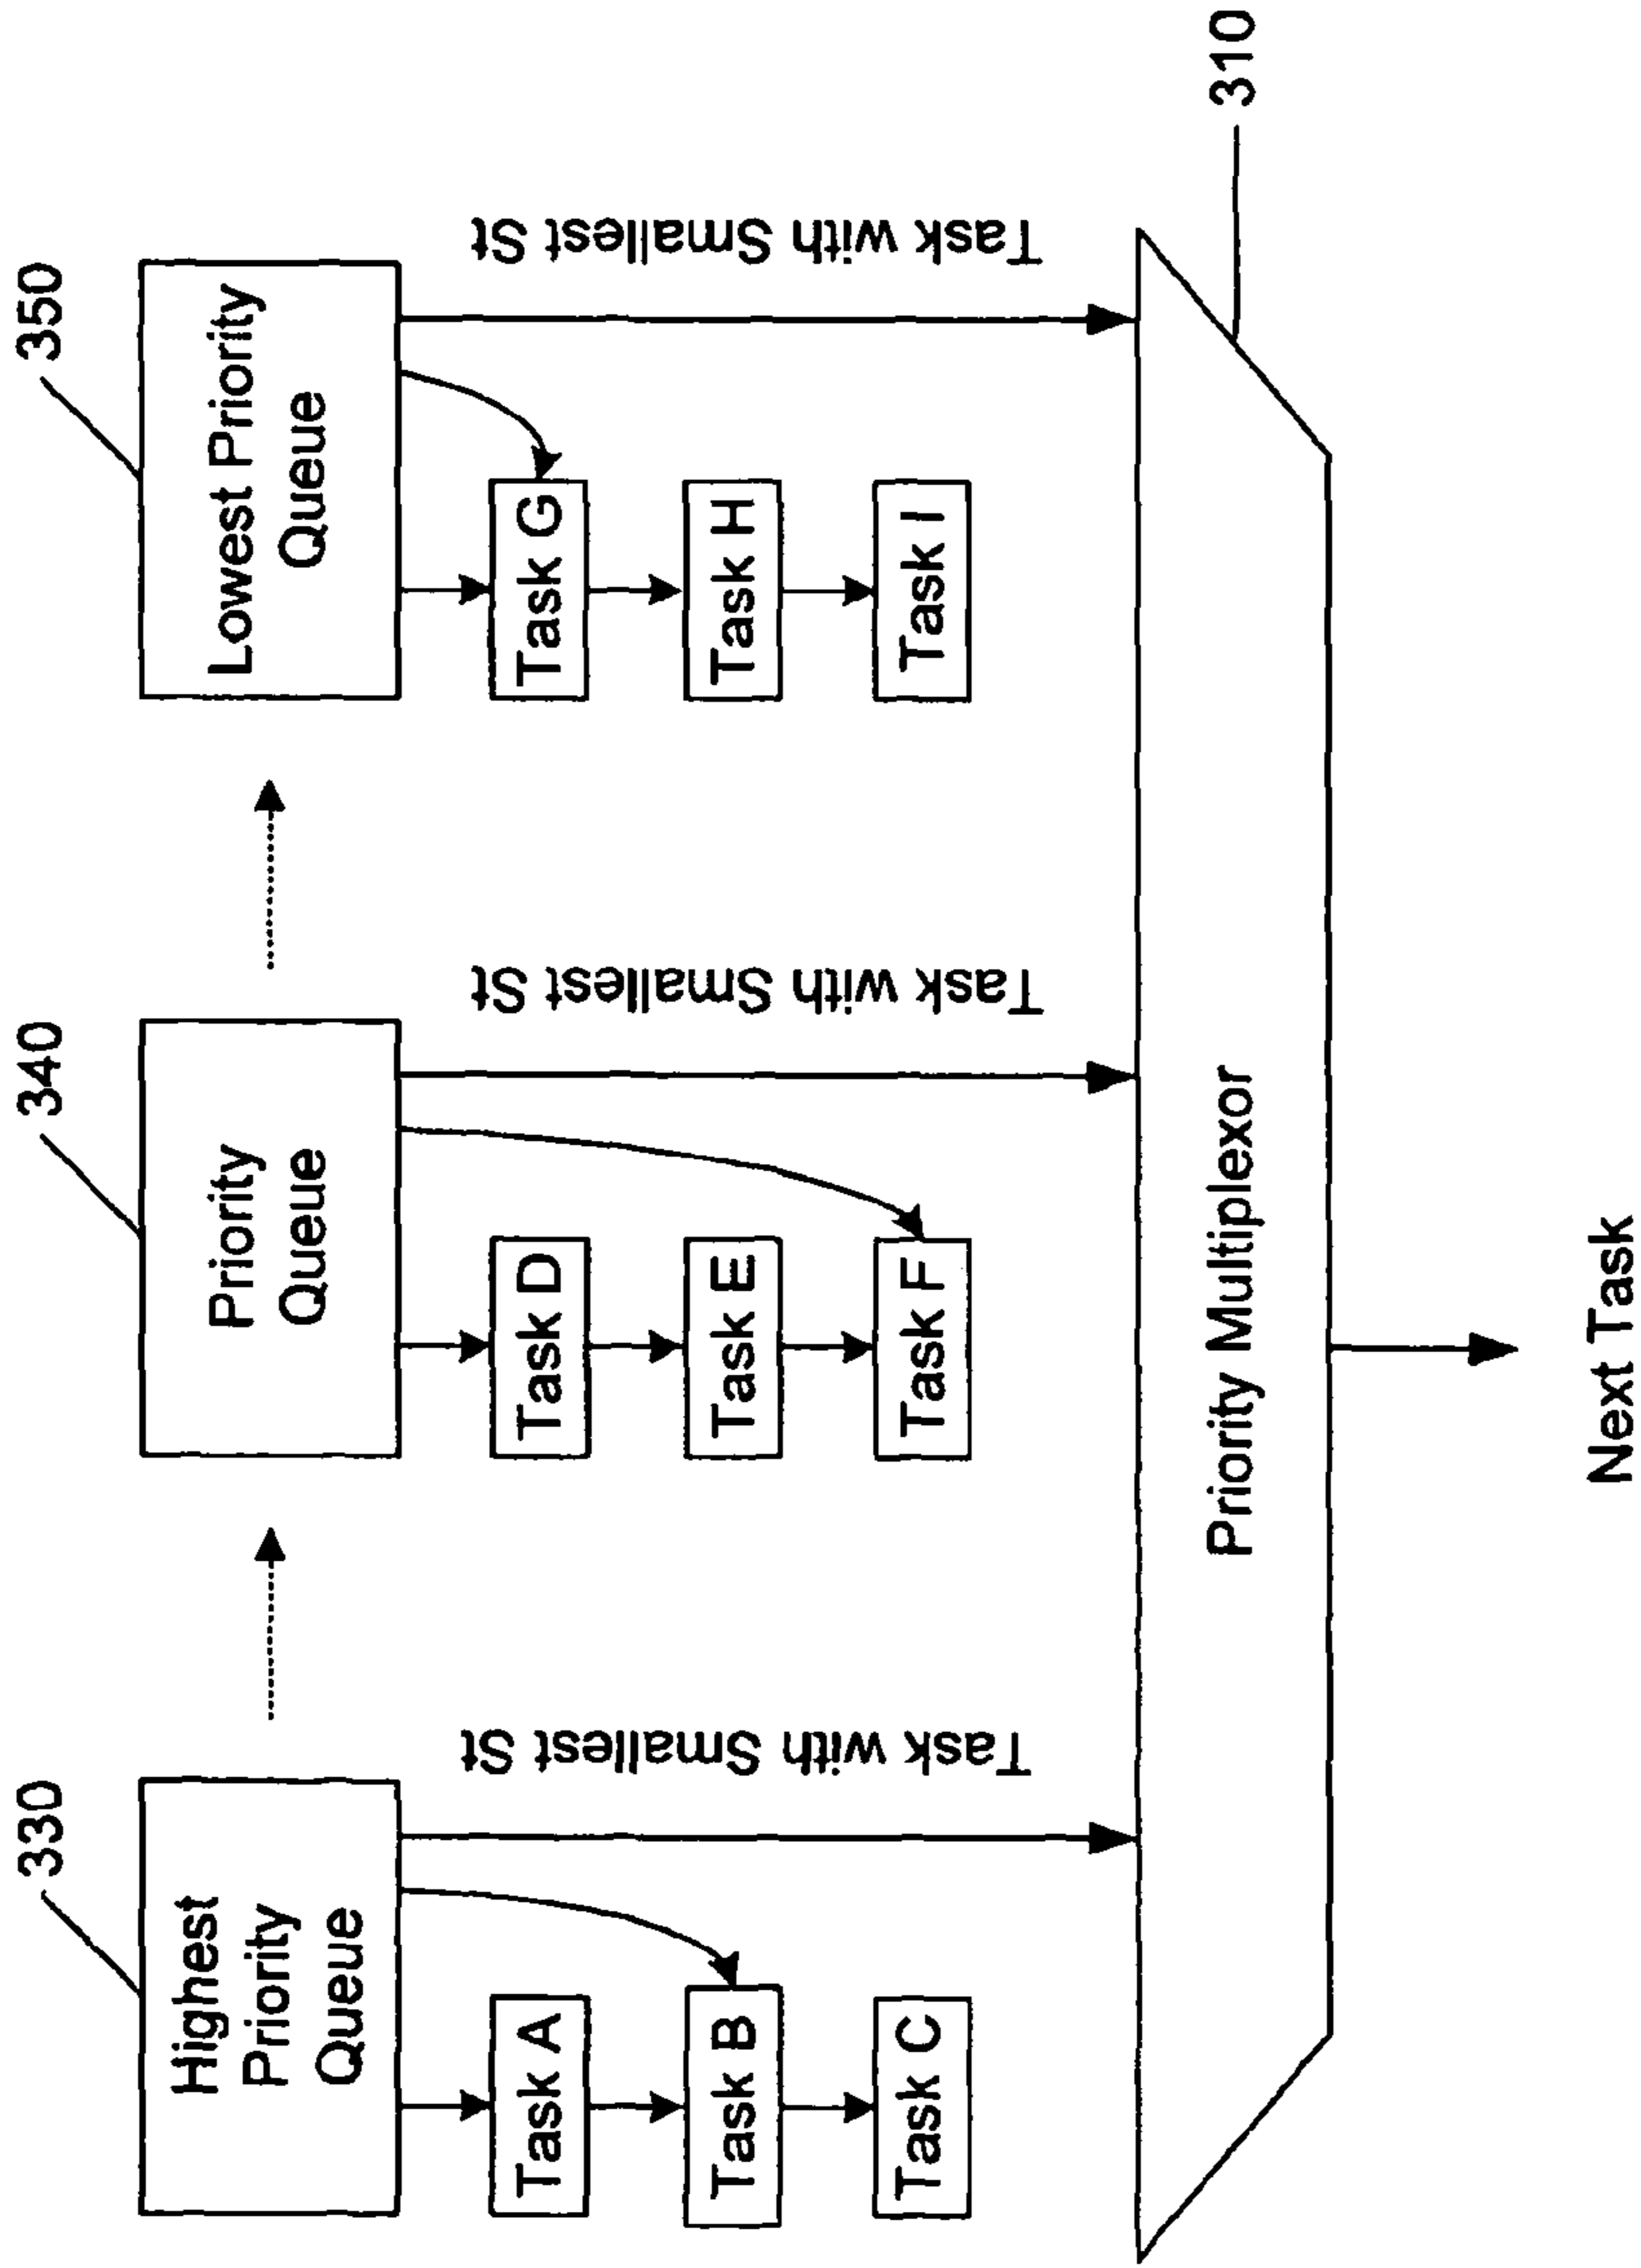 330
Highest
Priority
Queue
Task A
Task B
Task C
Task with Smallest St
340
Priority
Queue
Task D
Task E
Task F
Task with Smallest St
350
Lowest Priority
Queue
Task G
Task H
Task I
Task with Smallest St
Priority Multiplexor
310
Next Task